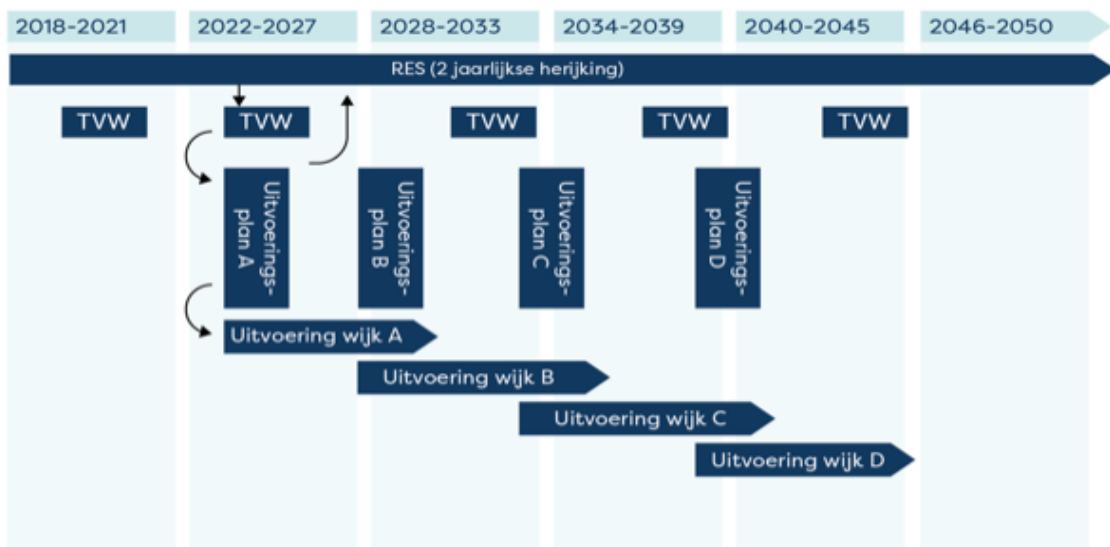 2018-2021 2022-2027 2028-2033 2034-2039 2040-2045 2046-2050
RES (2 jaarlijkse herijking)
TVW TVW TVW TVW TVW
Uitvoerings-
plan A
Uitvoerings-
plan B
Uitvoerings-
plan C
Uitvoerings-
plan D
Uitvoering wijk A
Uitvoering wijk B
Uitvoering wijk C
Uitvoering wijk D